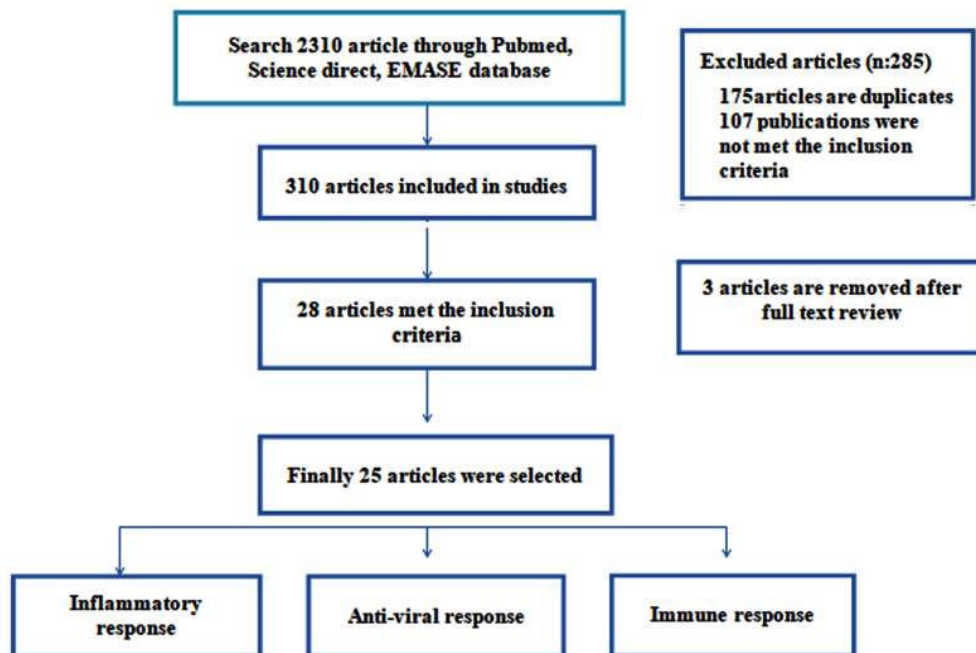 Search 2310 article through Pubmed,
Science direct, EMASE database
Excluded articles (n:285)
175articles are duplicates
107 publications were
not met the inclusion
criteria
310 articles included in studies
28 articles met the inclusion
criteria
3 articles are removed after
full text review
Finally 25 articles were selected
Inflammatory
response
Anti-viral response
Immune response